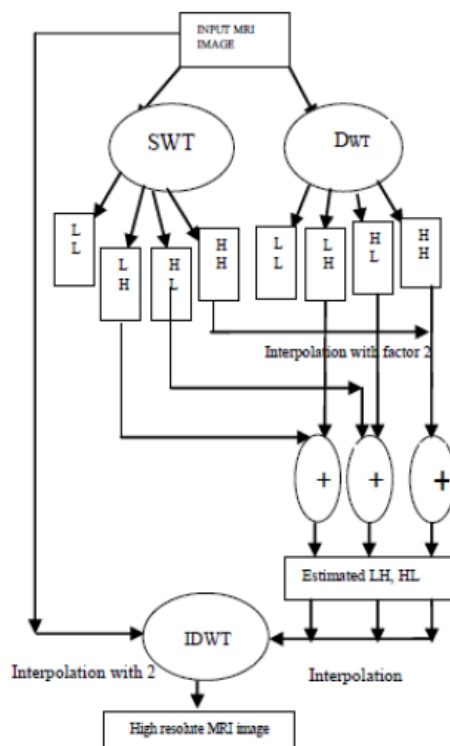 INPUT MRI
IMAGE
SWT
DWT
L
L
L
H
H
L
H
H
L
L
L
H
H
L
H
H
Interpolation with factor 2
+
+
+
Estimated LH, HL
IDWT
Interpolation with 2
Interpolation
High resolute MRI image